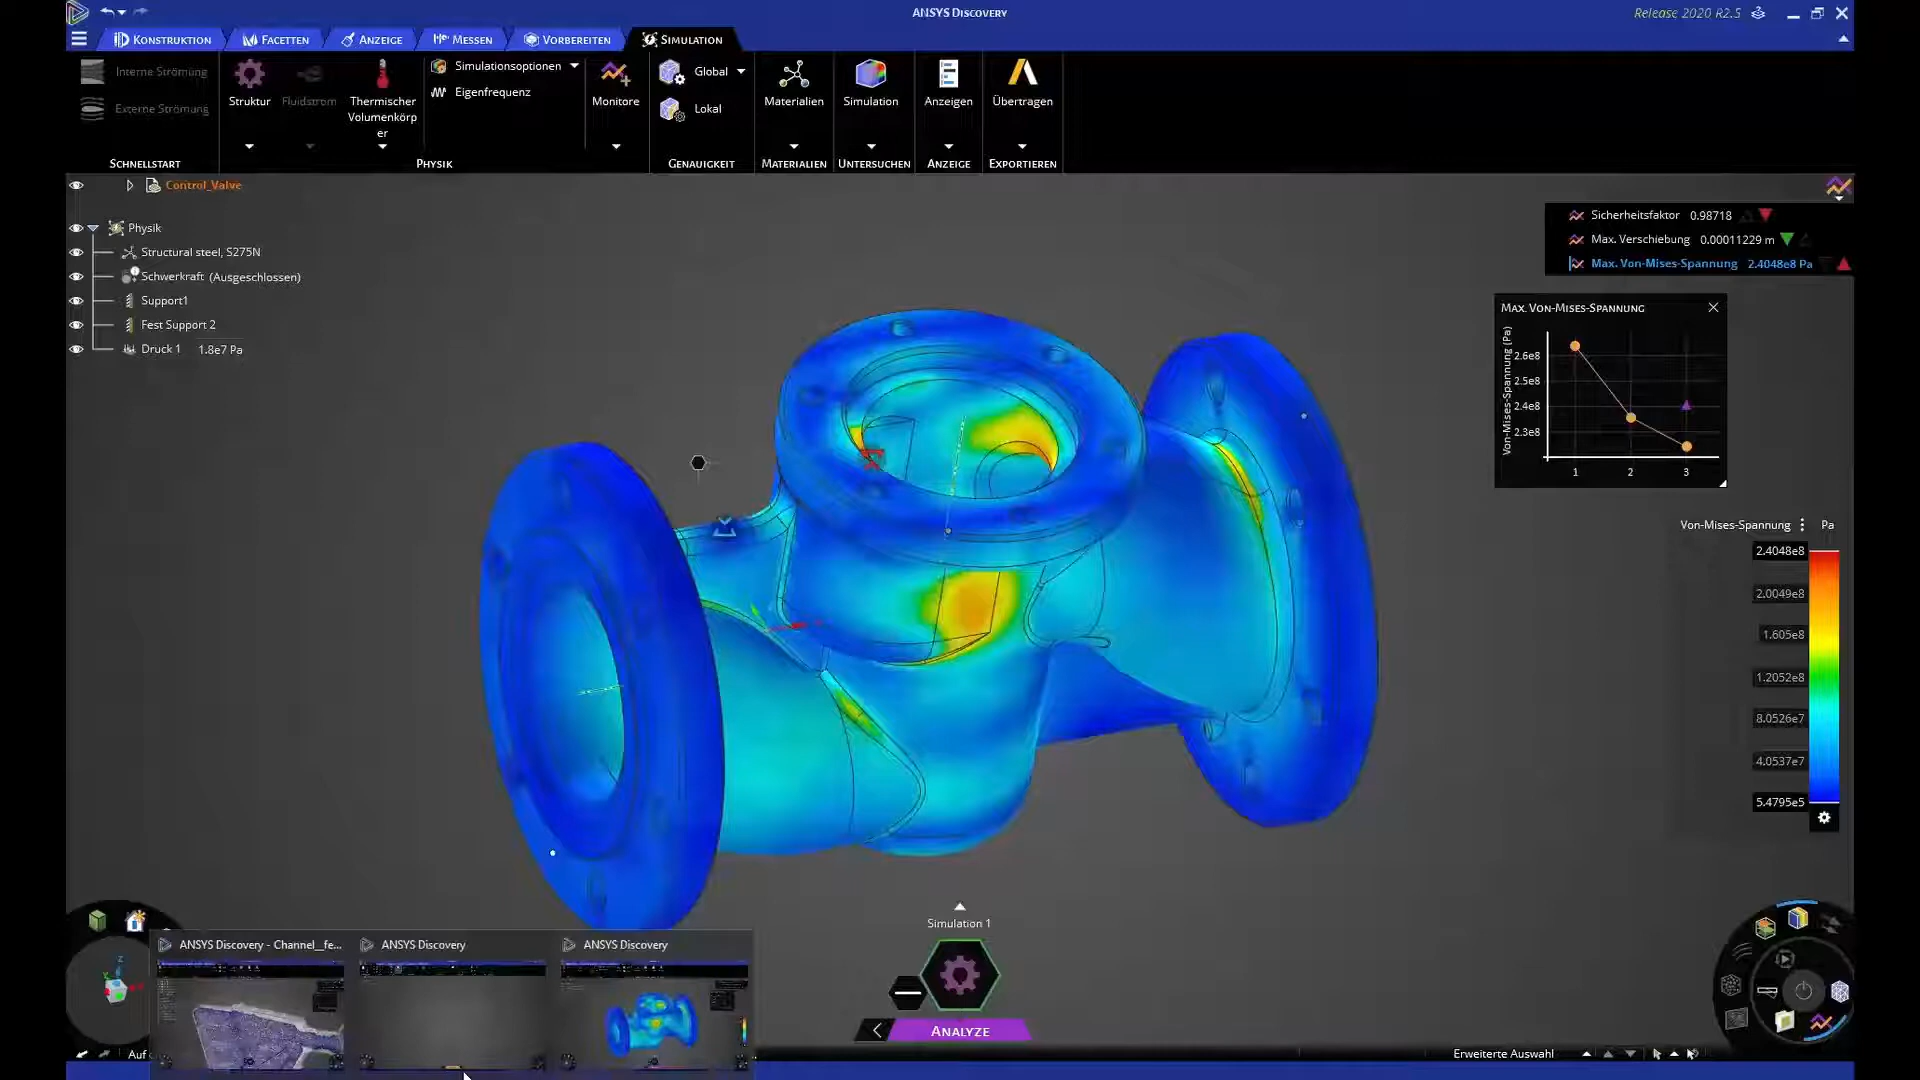 ANSYS DISCOVERY
Release 2020 R2.5
KONSTRUKTION
FACETTEN
ANZEIGE
MESSEN
VORBEREITEN
SIMULATION
Interne Strömung
Externe Strömung
SCHNELLSTART
Struktur
Fluidstrom
Thermischer
Volumenkörp
er
Simulationsoptionen
Eigenfrequenz
PHYSIK
Monitore
Global
Lokal
GENAUIGKEIT
Materialien
MATERIALIEN
Simulation
UNTERSUCHEN
Anzeigen
ANZEIGE
Übertragen
EXPORTIEREN
Control_Valve
Physik
Structural steel, S275N
Schwerkraft (Ausgeschlossen)
Support1
Fest Support 2
Druck 1 1.8e7 Pa
Sicherheitsfaktor 0.98718
Max. Verschiebung 0.00011229 m
Max. Von-Mises-Spannung 2.4048e8 Pa
MAX. VON-MISES-SPANNUNG
Von-Mises-Spannung (Pa)
2.6e8
2.5e8
2.4e8
2.3e8
1 2 3
Von-Mises-Spannung Pa
2.4048e8
2.0049e8
1.605e8
1.2052e8
8.0526e7
4.0537e7
5.4795e5
Simulation 1
ANALYZE
ANSYS Discovery - Channel_fe...
ANSYS Discovery
ANSYS Discovery
Auf
Erweiterte Auswahl